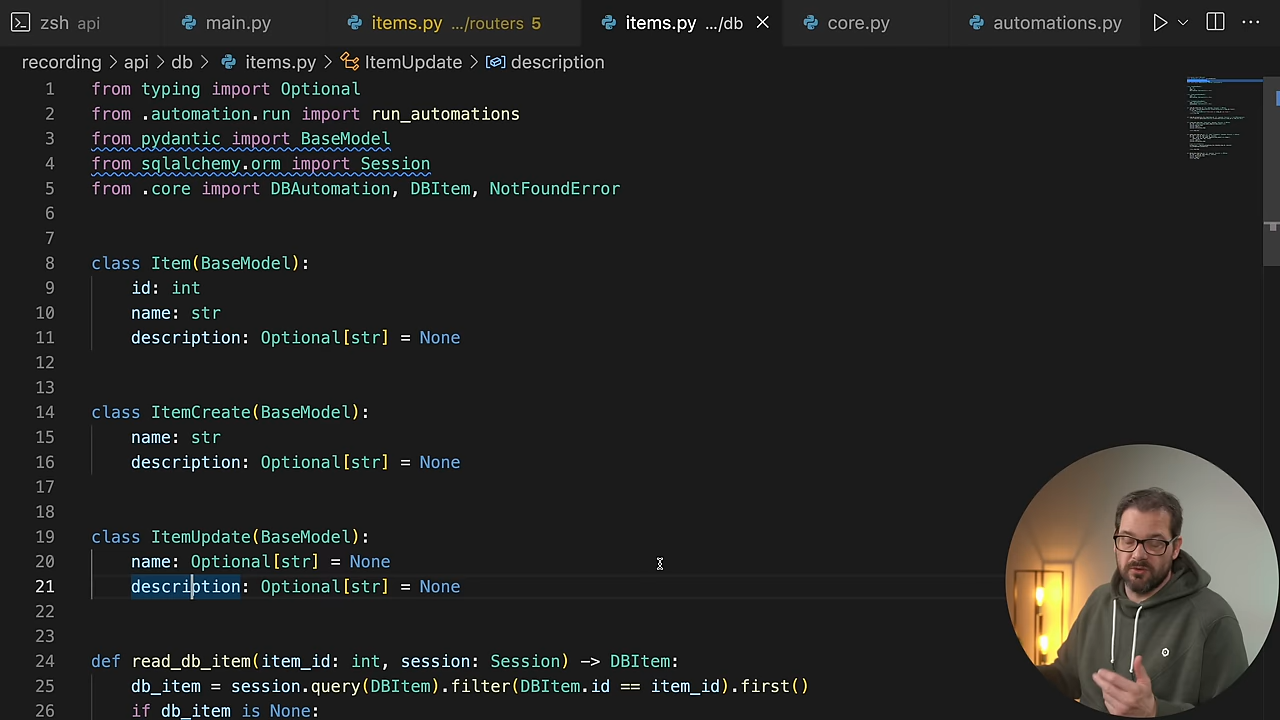 zsh api main.py items.py .../routers 5 items.py .../db core.py automations.py
recording > api > db > items.py > ItemUpdate > description
1 from typing import Optional
2 from .automation.run import run_automations
3 from pydantic import BaseModel
4 from sqlalchemy.orm import Session
5 from .core import DBAutomation, DBItem, NotFoundError
6
7
8 class Item(BaseModel):
9 id: int
10 name: str
11 description: Optional[str] = None
12
13
14 class ItemCreate(BaseModel):
15 name: str
16 description: Optional[str] = None
17
18
19 class ItemUpdate(BaseModel):
20 name: Optional[str] = None
21 description: Optional[str] = None
22
23
24 def read_db_item(item_id: int, session: Session) -> DBItem:
25 db_item = session.query(DBItem).filter(DBItem.id == item_id).first()
26 if db_item is None: